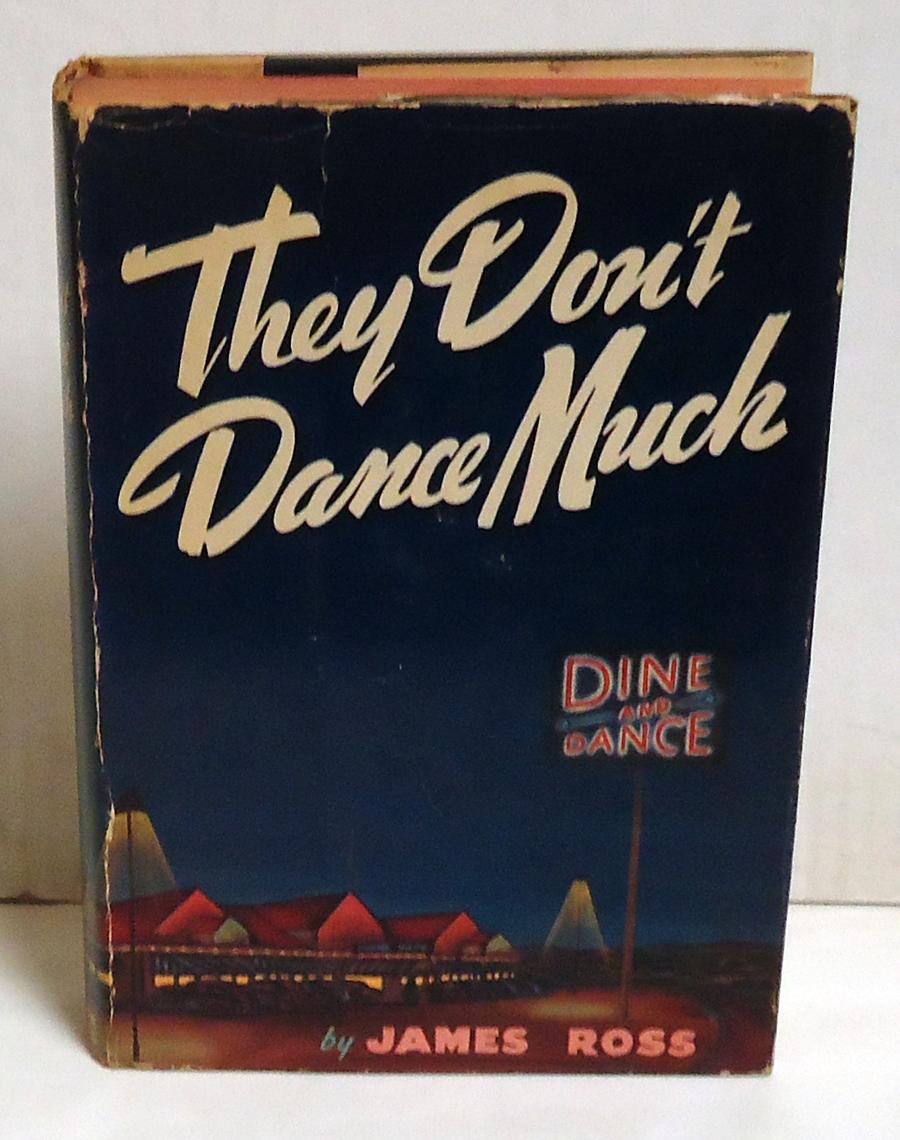 They Don't
Dance Much
DINE
AND
DANCE
by JAMES ROSS